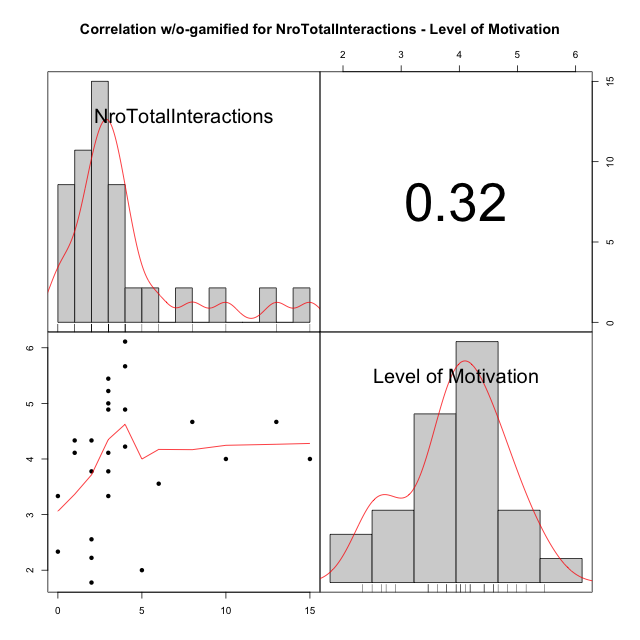 Correlation w/o-gamified for NroTotalInteractions - Level of Motivation
2 3 4 5 6
NroTotalInteractions
0.32
0 5 10 15
Level of Motivation
2 3 4 5 6
0 5 10 15